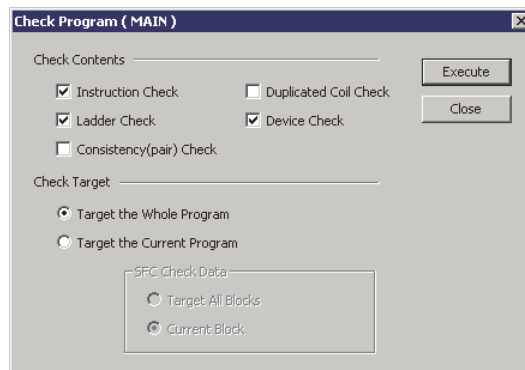 Check Program ( MAIN )
Check Contents
Execute
Instruction Check
Duplicated Coil Check
Close
Ladder Check
Device Check
Consistency(pair) Check
Check Target
Target the Whole Program
Target the Current Program
SFC Check Data
Target All Blocks
Current Block